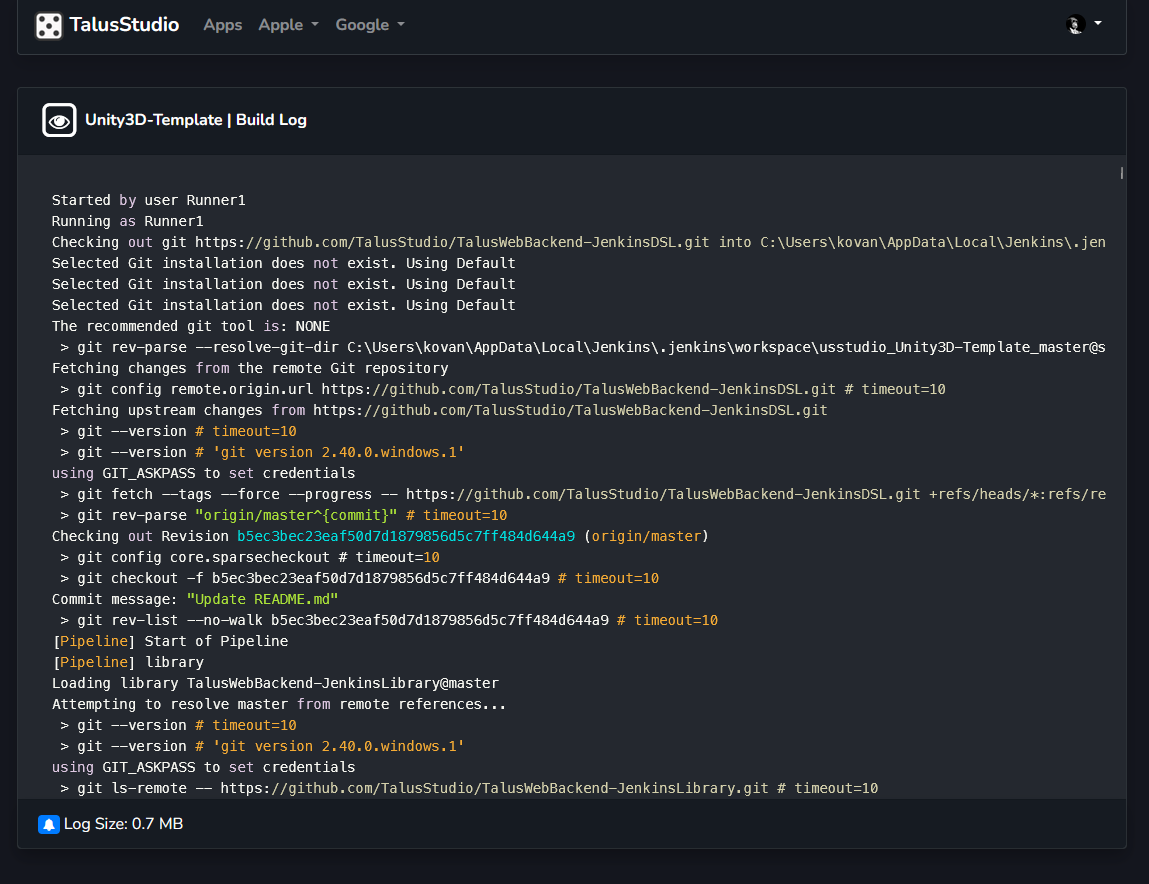 TalusStudio Apps Apple Google
Unity3D-Template | Build Log
Started by user Runner1
Running as Runner1
Checking out git https://github.com/TalusStudio/TalusWebBackend-JenkinsDSL.git into C:\Users\kovan\AppData\Local\Jenkins\.jen
Selected Git installation does not exist. Using Default
Selected Git installation does not exist. Using Default
Selected Git installation does not exist. Using Default
The recommended git tool is: NONE
> git rev-parse --resolve-git-dir C:\Users\kovan\AppData\Local\Jenkins\.jenkins\workspace\usstudio_Unity3D-Template_master@s
Fetching changes from the remote Git repository
> git config remote.origin.url https://github.com/TalusStudio/TalusWebBackend-JenkinsDSL.git # timeout=10
Fetching upstream changes from https://github.com/TalusStudio/TalusWebBackend-JenkinsDSL.git
> git --version # timeout=10
> git --version # 'git version 2.40.0.windows.1'
using GIT_ASKPASS to set credentials
> git fetch --tags --force --progress -- https://github.com/TalusStudio/TalusWebBackend-JenkinsDSL.git +refs/heads/*:refs/re
> git rev-parse "origin/master^{commit}" # timeout=10
Checking out Revision b5ec3bec23eaf50d7d1879856d5c7ff484d644a9 (origin/master)
> git config core.sparsecheckout # timeout=10
> git checkout -f b5ec3bec23eaf50d7d1879856d5c7ff484d644a9 # timeout=10
Commit message: "Update README.md"
> git rev-list --no-walk b5ec3bec23eaf50d7d1879856d5c7ff484d644a9 # timeout=10
[Pipeline] Start of Pipeline
[Pipeline] library
Loading library TalusWebBackend-JenkinsLibrary@master
Attempting to resolve master from remote references...
> git --version # timeout=10
> git --version # 'git version 2.40.0.windows.1'
using GIT_ASKPASS to set credentials
> git ls-remote -- https://github.com/TalusStudio/TalusWebBackend-JenkinsLibrary.git # timeout=10
Log Size: 0.7 MB